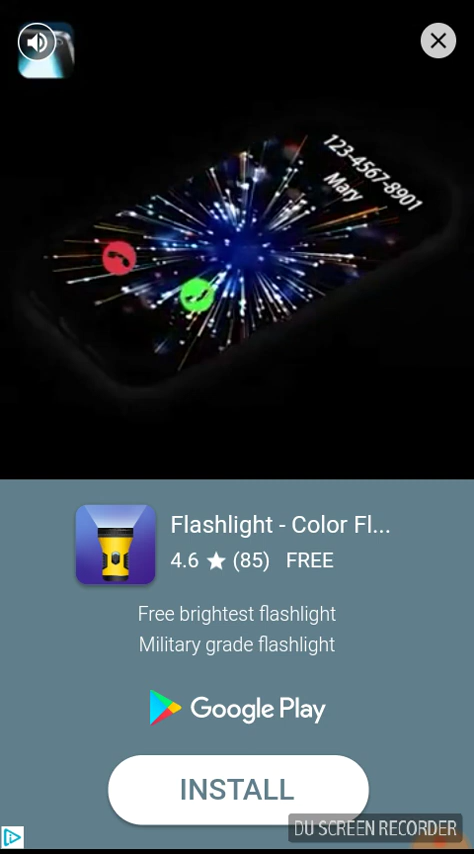 123-4567-8901
Mary
Flashlight - Color Fl...
4.6 ★ (85) FREE
Free brightest flashlight
Military grade flashlight
Google Play
INSTALL
DU SCREEN RECORDER